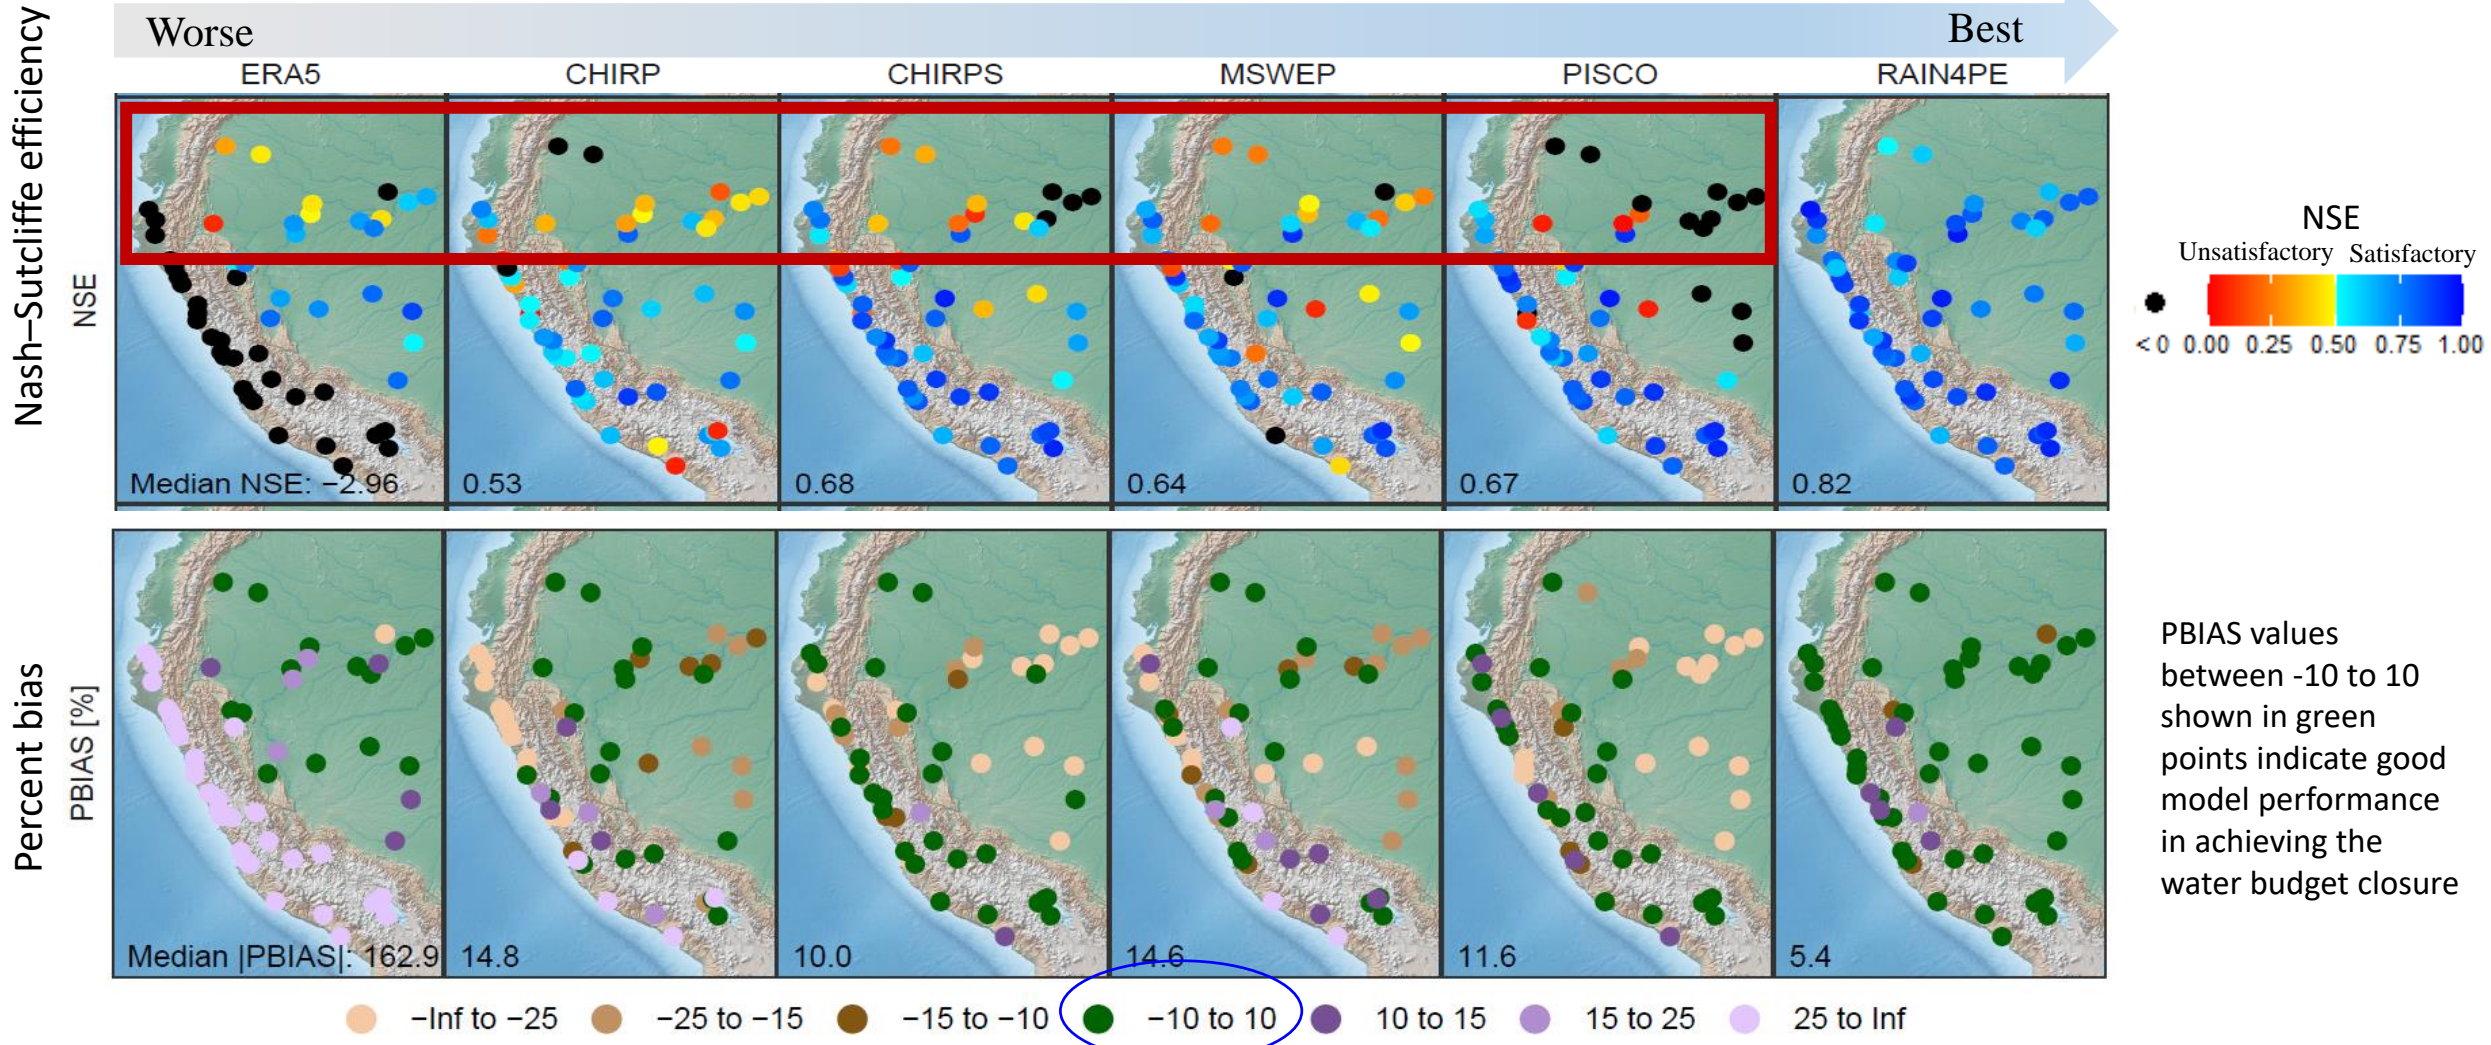 Worse
Best
Nash–Sutcliffe efficiency
ERA5
CHIRP
CHIRPS
MSWEP
PISCO
RAIN4PE
NSE
Median NSE: −2.96
0.53
0.68
0.64
0.67
0.82
NSE
Unsatisfactory
Satisfactory
< 0
0.00
0.25
0.50
0.75
1.00
Percent bias
PBIAS [%]
Median |PBIAS|: 162.9
14.8
10.0
14.6
11.6
5.4
PBIAS values
between -10 to 10
shown in green
points indicate good
model performance
in achieving the
water budget closure
−Inf to −25
−25 to −15
−15 to −10
−10 to 10
10 to 15
15 to 25
25 to Inf